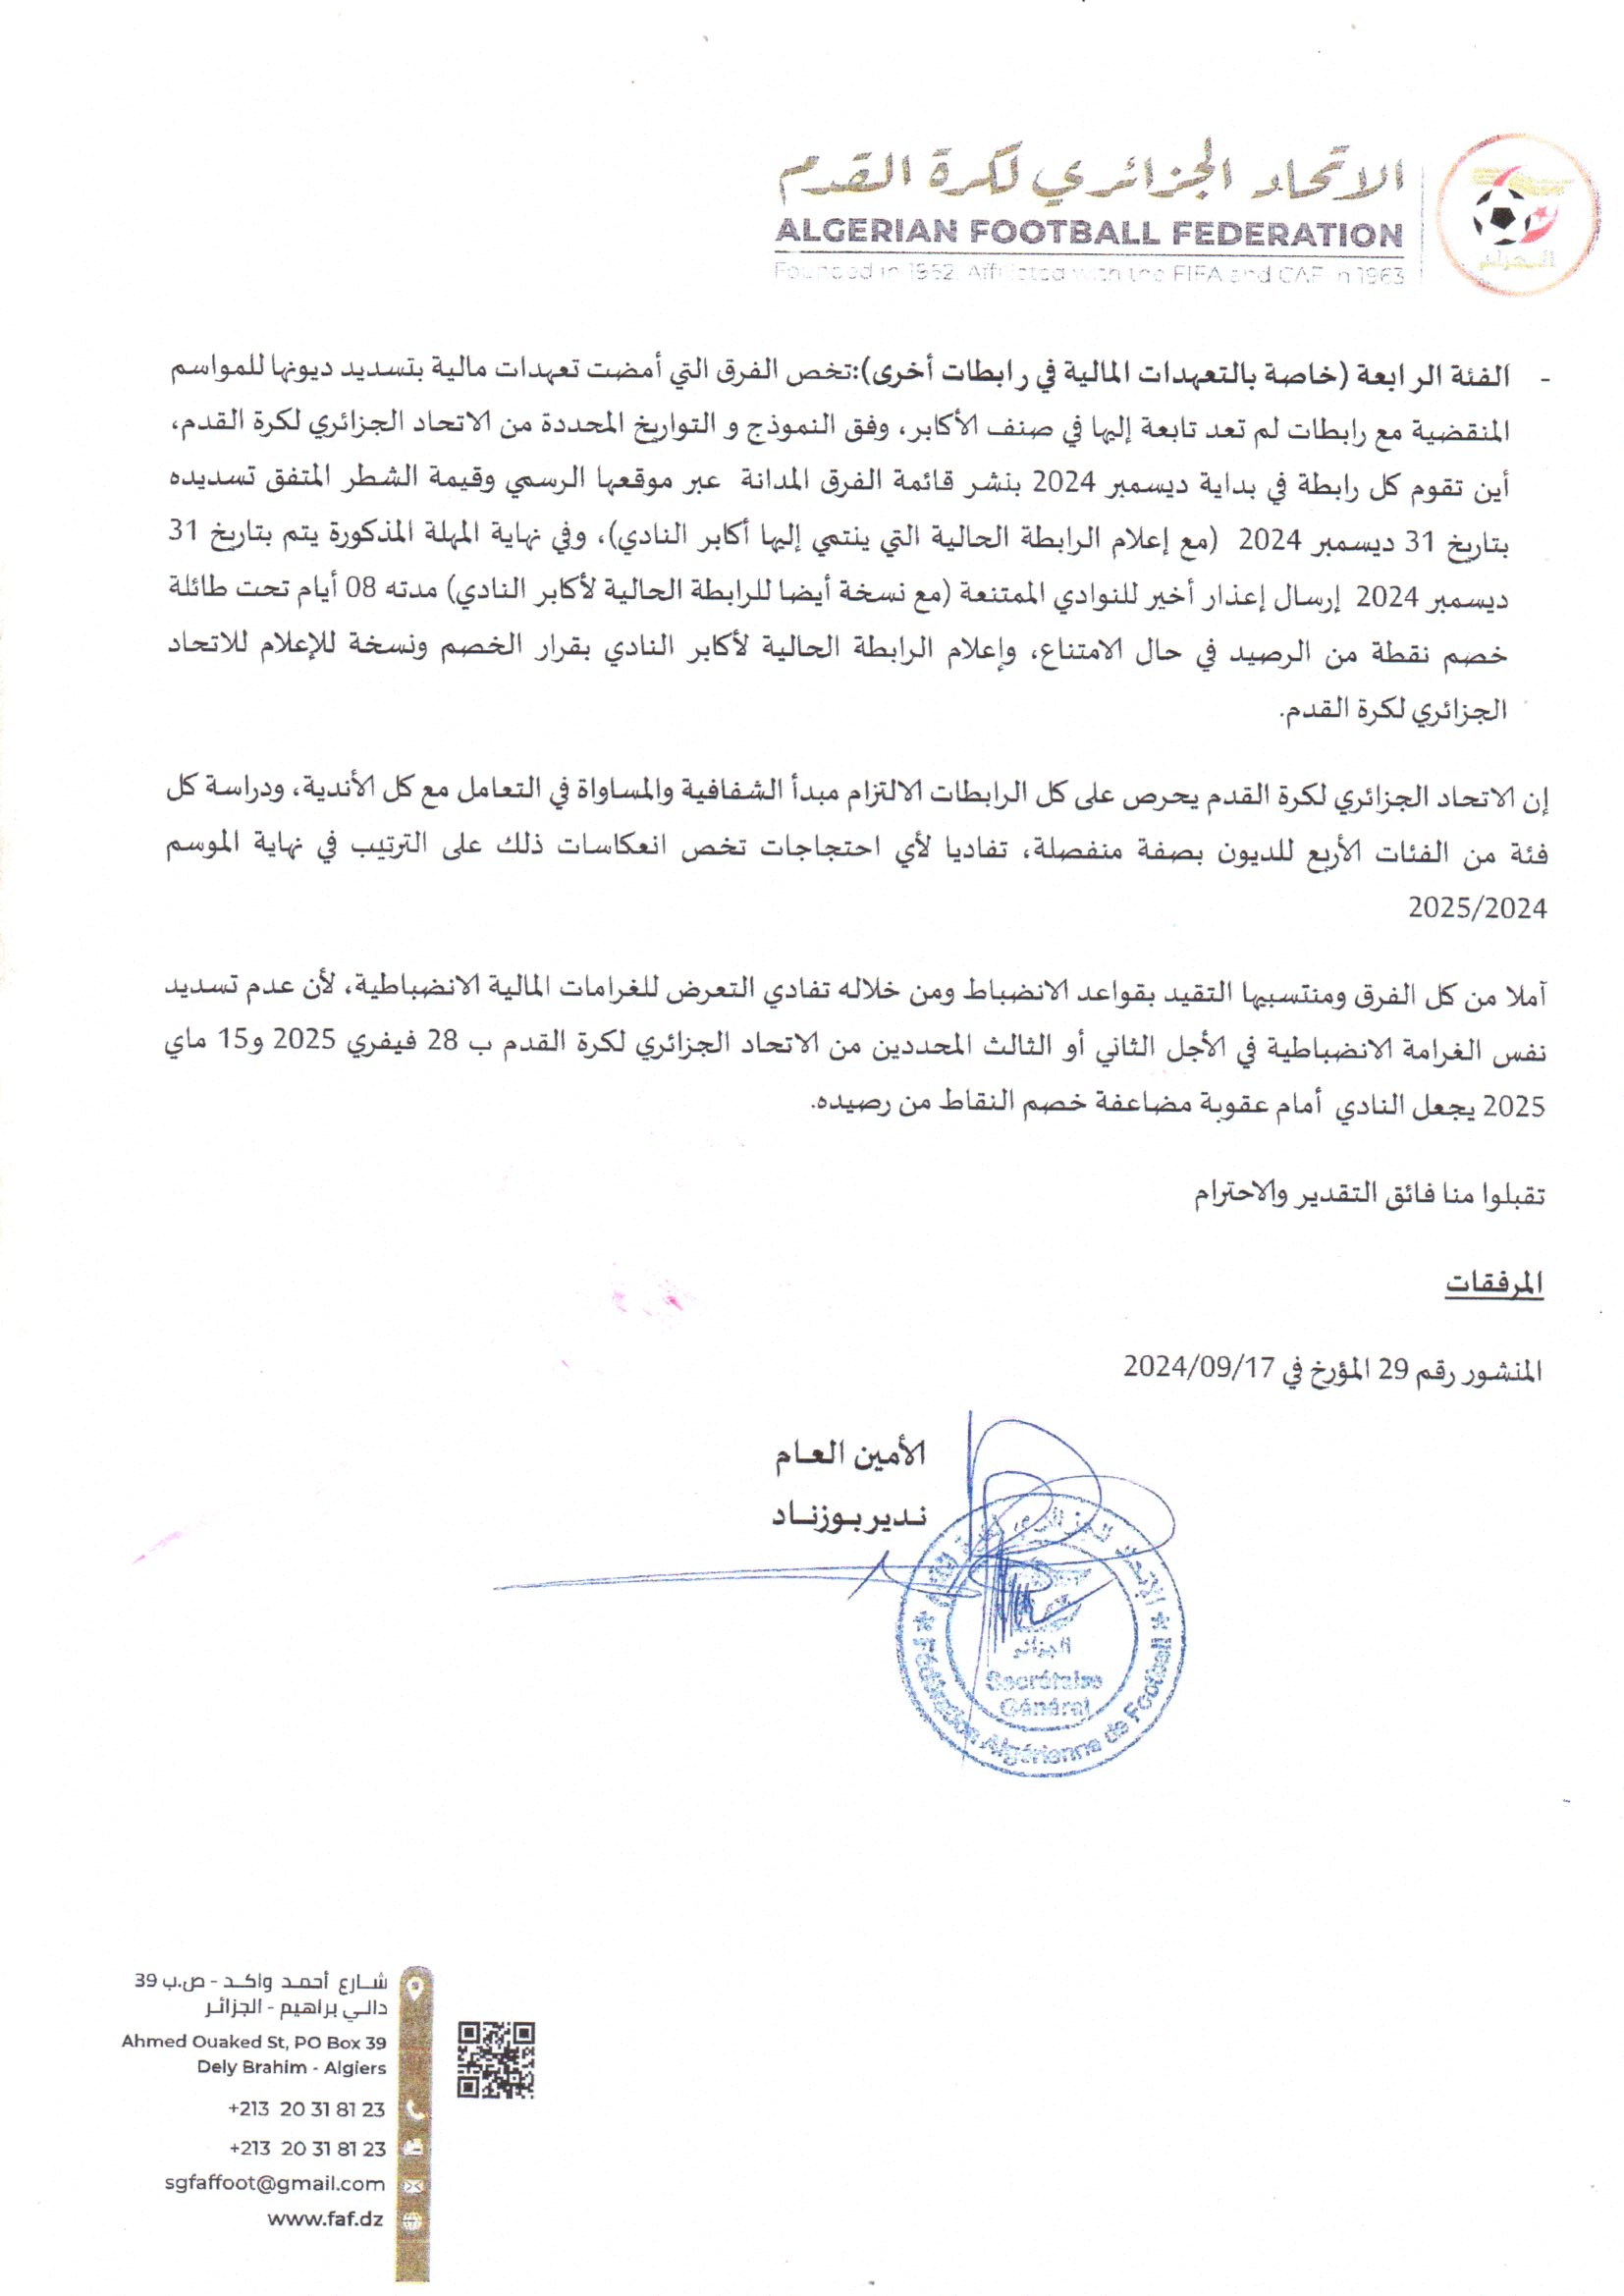 الاتحاد الجزائري لكرة القدم
ALGERIAN FOOTBALL FEDERATION
Founded in 1962. Affiliated with the FIFA and CAF in 1963
الجزائر
- الفئة الرابعة (خاصة بالتعهدات المالية في رابطات أخرى):تخص الفرق التي أمضت تعهدات مالية بتسديد ديونها للمواسم
المنقضية مع رابطات لم تعد تابعة إليها في صنف الأكابر، وفق النموذج و التواريخ المحددة من الاتحاد الجزائري لكرة القدم،
أين تقوم كل رابطة في بداية ديسمبر 2024 بنشر قائمة الفرق المدانة عبر موقعها الرسمي وقيمة الشطر المتفق تسديده
بتاريخ 31 ديسمبر 2024 (مع إعلام الرابطة الحالية التي ينتمي إليها أكابر النادي)، وفي نهاية المهلة المذكورة يتم بتاريخ 31
ديسمبر 2024 إرسال إعذار أخير للنوادي الممتنعة (مع نسخة أيضا للرابطة الحالية لأكابر النادي) مدته 08 أيام تحت طائلة
خصم نقطة من الرصيد في حال الامتناع، وإعلام الرابطة الحالية لأكابر النادي بقرار الخصم ونسخة للإعلام للاتحاد
الجزائري لكرة القدم.
إن الاتحاد الجزائري لكرة القدم يحرص على كل الرابطات الالتزام مبدأ الشفافية والمساواة في التعامل مع كل الأندية، ودراسة كل
فئة من الفئات الأربع للديون بصفة منفصلة، تفاديا لأي احتجاجات تخص انعكاسات ذلك على الترتيب في نهاية الموسم
2025/2024
آملا من كل الفرق ومنتسبيها التقيد بقواعد الانضباط ومن خلاله تفادي التعرض للغرامات المالية الانضباطية، لأن عدم تسديد
نفس الغرامة الانضباطية في الأجل الثاني أو الثالث المحددين من الاتحاد الجزائري لكرة القدم ب 28 فيفري 2025 و15 ماي
2025 يجعل النادي أمام عقوبة مضاعفة خصم النقاط من رصيده.
تقبلوا منا فائق التقدير والاحترام
المرفقات
المنشور رقم 29 المؤرخ في 2024/09/17
الأمين العـام
نـدير بـوزنـاد
الجزائر
Secrétaire
Général
Fédération Algérienne de Football
شـارع أحمـد واكـد - ص.ب 39
دالـي براهيم - الجزائـر
Ahmed Ouaked St, PO Box 39
Dely Brahim - Algiers
+213 20 31 81 23
+213 20 31 81 23
sgfaffoot@gmail.com
www.faf.dz